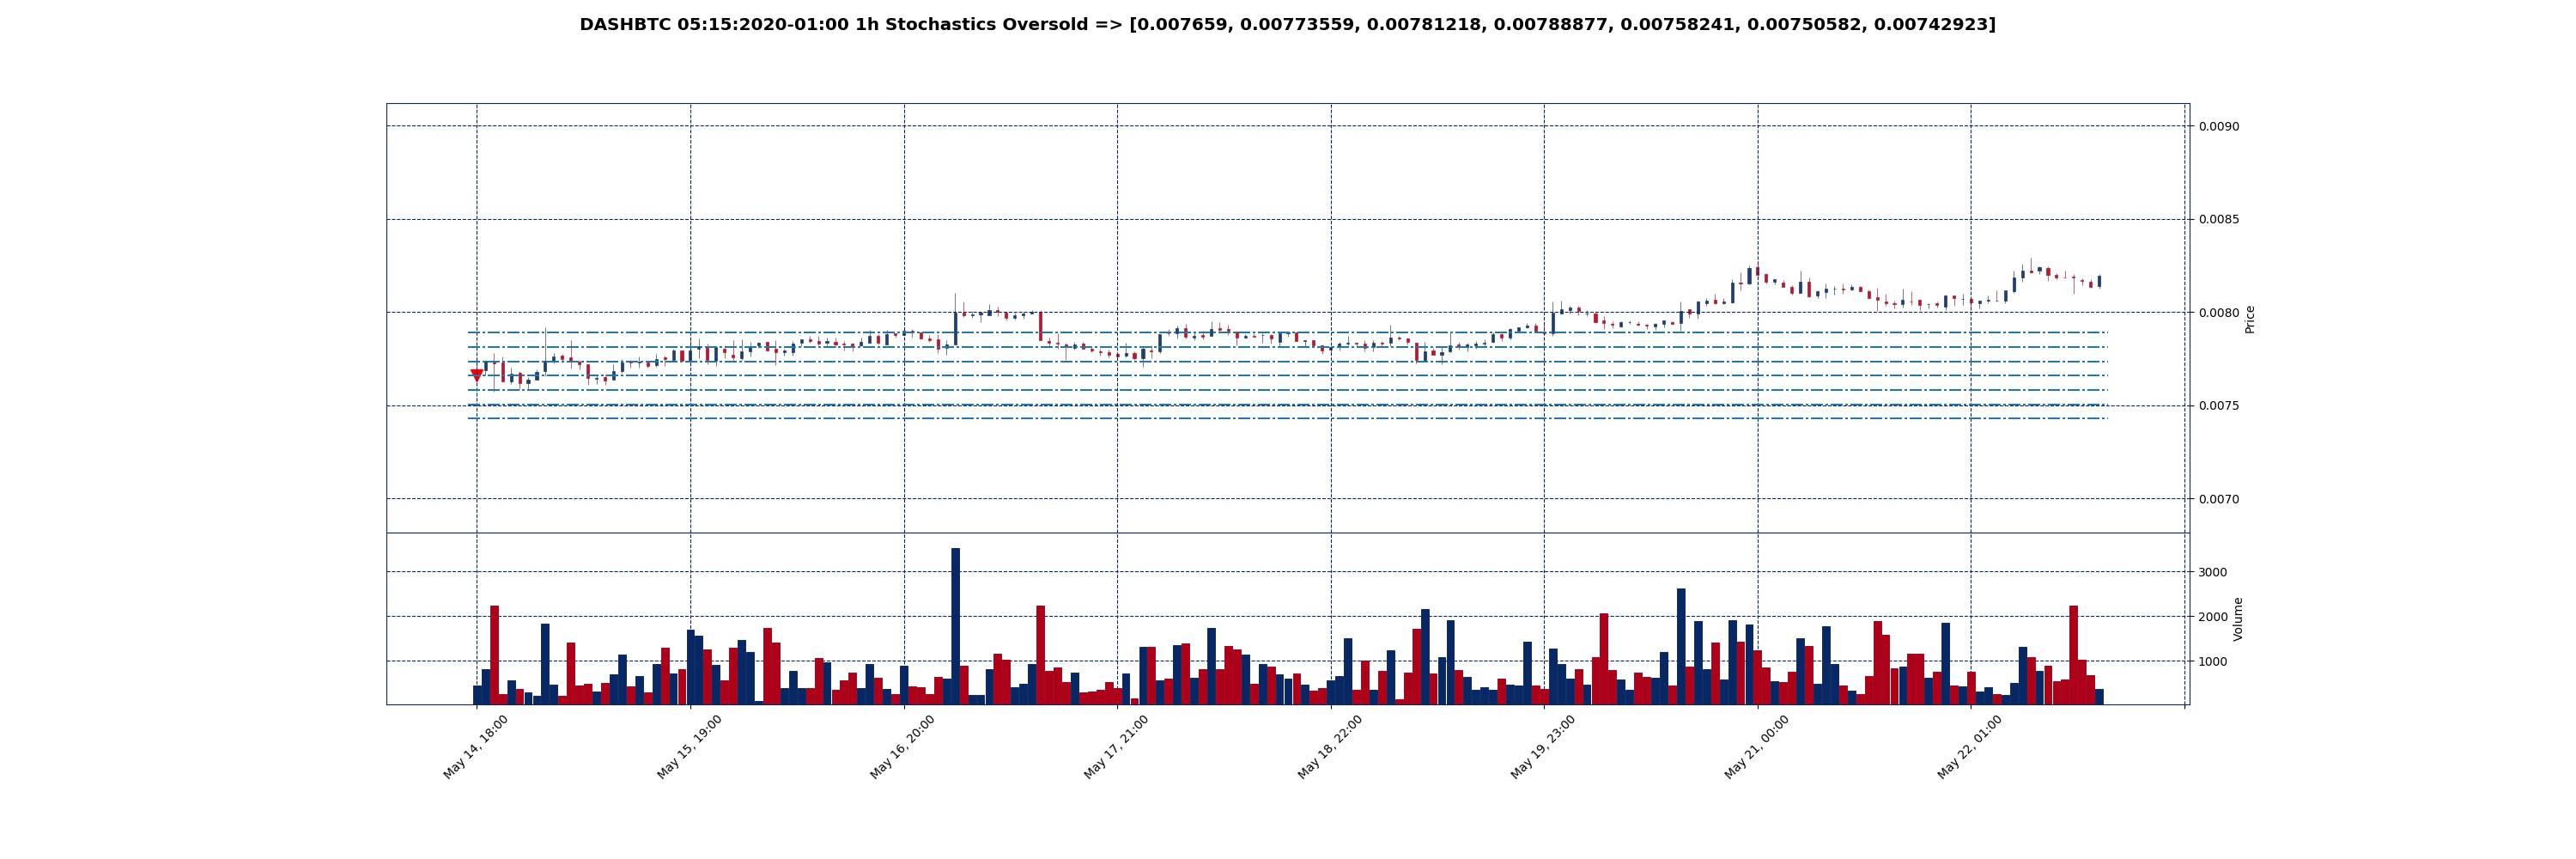 DASHBTC 05:15:2020-01:00 1h Stochastics Oversold => [0.007659, 0.00773559, 0.00781218, 0.00788877, 0.00758241, 0.00750582, 0.00742923]
0.0090
0.0085
0.0080
Price
0.0075
0.0070
3000
2000
Volume
1000
May 14, 18:00
May 15, 19:00
May 16, 20:00
May 17, 21:00
May 18, 22:00
May 19, 23:00
May 21, 00:00
May 22, 01:00